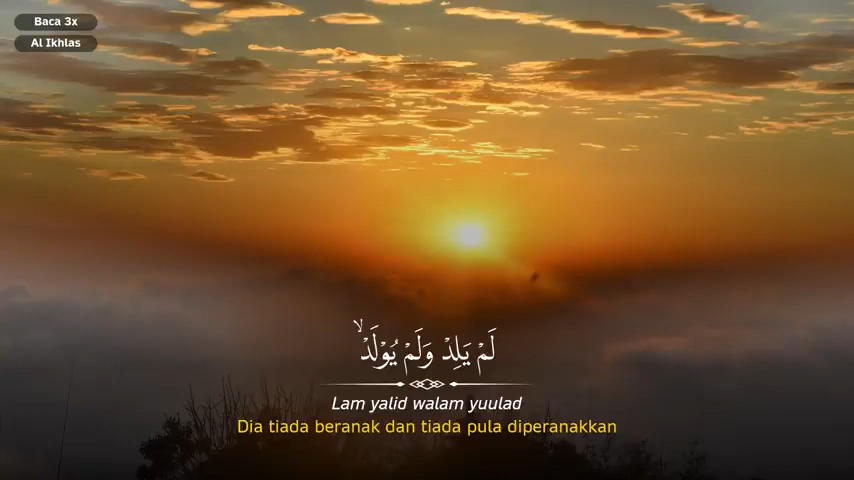 Baca 3x
Al Ikhlas
لَمْ يَلِدْ وَلَمْ يُوْلَدْۙ
Lam yalid walam yuulad
Dia tiada beranak dan tiada pula diperanakkan